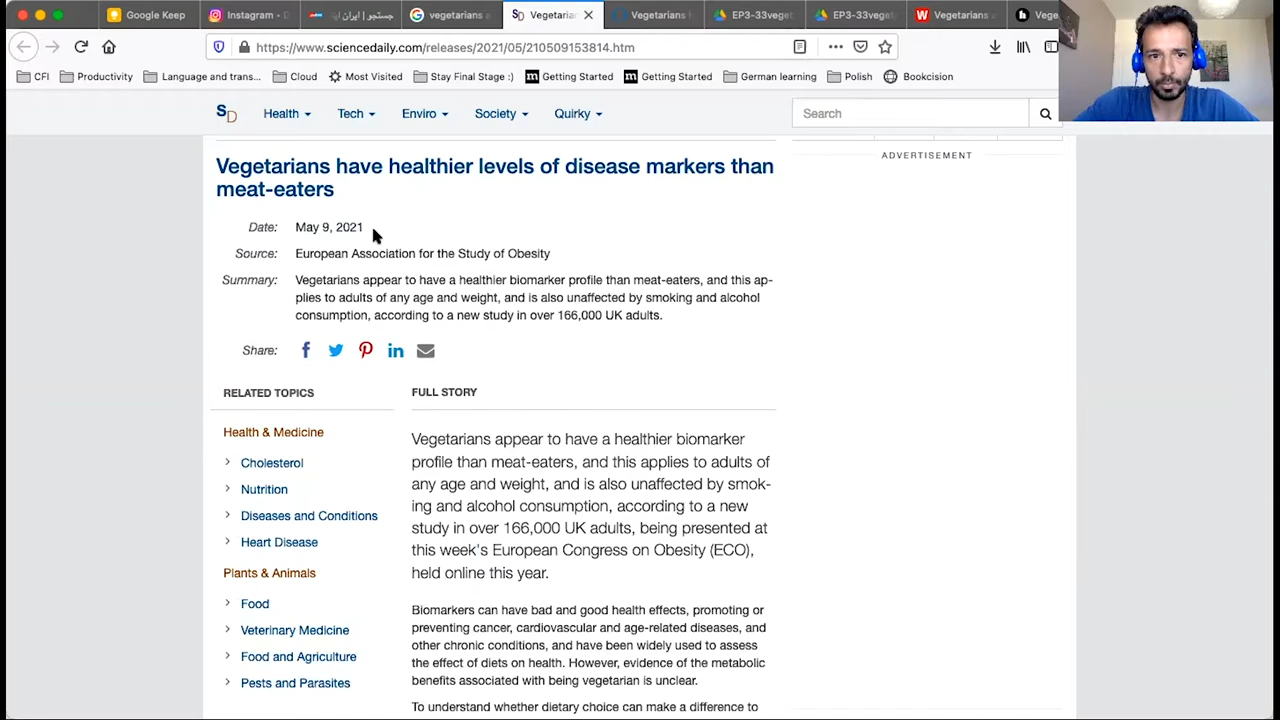 Google Keep
Instagram
جستجو | ایران
vegetarians
Vegetarian
Vegetarians
EP3-33veget
EP3-33veget
Vegetarians
Vege
https://www.sciencedaily.com/releases/2021/05/210509153814.htm
CFI Productivity Language and trans... Cloud Most Visited Stay Final Stage :) Getting Started Getting Started German learning Polish Bookcision
SD Health Tech Enviro Society Quirky Search
ADVERTISEMENT
Vegetarians have healthier levels of disease markers than
meat-eaters
Date: May 9, 2021
Source: European Association for the Study of Obesity
Summary: Vegetarians appear to have a healthier biomarker profile than meat-eaters, and this ap-
plies to adults of any age and weight, and is also unaffected by smoking and alcohol
consumption, according to a new study in over 166,000 UK adults.
Share:
RELATED TOPICS
Health & Medicine
Cholesterol
Nutrition
Diseases and Conditions
Heart Disease
Plants & Animals
Food
Veterinary Medicine
Food and Agriculture
Pests and Parasites
FULL STORY
Vegetarians appear to have a healthier biomarker
profile than meat-eaters, and this applies to adults of
any age and weight, and is also unaffected by smok-
ing and alcohol consumption, according to a new
study in over 166,000 UK adults, being presented at
this week's European Congress on Obesity (ECO),
held online this year.
Biomarkers can have bad and good health effects, promoting or
preventing cancer, cardiovascular and age-related diseases, and
other chronic conditions, and have been widely used to assess
the effect of diets on health. However, evidence of the metabolic
benefits associated with being vegetarian is unclear.
To understand whether dietary choice can make a difference to